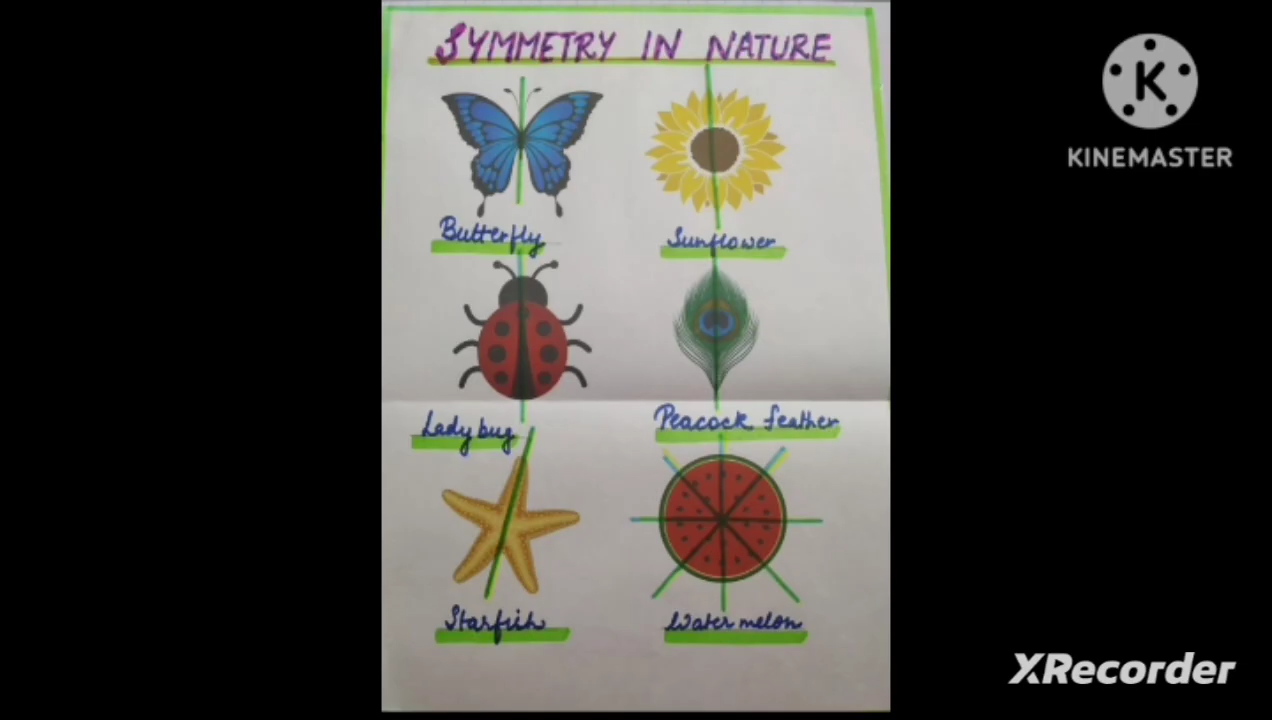 SYMMETRY IN NATURE
K
KINEMASTER
Butterfly
Sunflower
Lady bug
Peacock feather
Starfish
Water melon
XRecorder